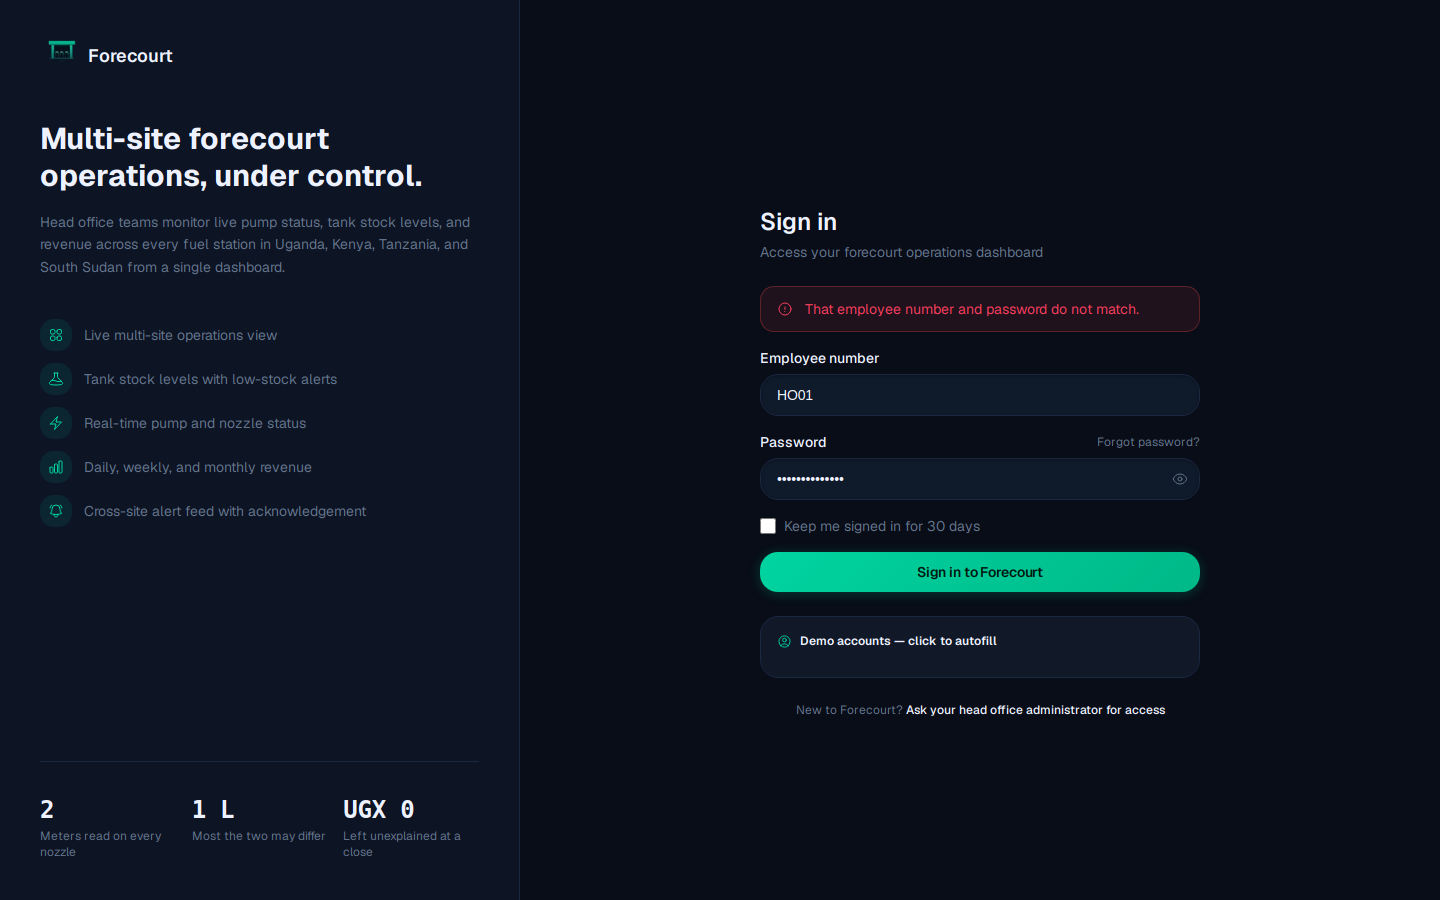 Forecourt
Multi-site forecourt
operations, under control.
Head office teams monitor live pump status, tank stock levels, and
revenue across every fuel station in Uganda, Kenya, Tanzania, and
South Sudan from a single dashboard.
Live multi-site operations view
Tank stock levels with low-stock alerts
Real-time pump and nozzle status
Daily, weekly, and monthly revenue
Cross-site alert feed with acknowledgement
2
Meters read on every
nozzle
1 L
Most the two may differ
UGX 0
Left unexplained at a
close
Sign in
Access your forecourt operations dashboard
That employee number and password do not match.
Employee number
HO01
Password
Forgot password?
••••••••••••••
Keep me signed in for 30 days
Sign in to Forecourt
Demo accounts — click to autofill
New to Forecourt? Ask your head office administrator for access